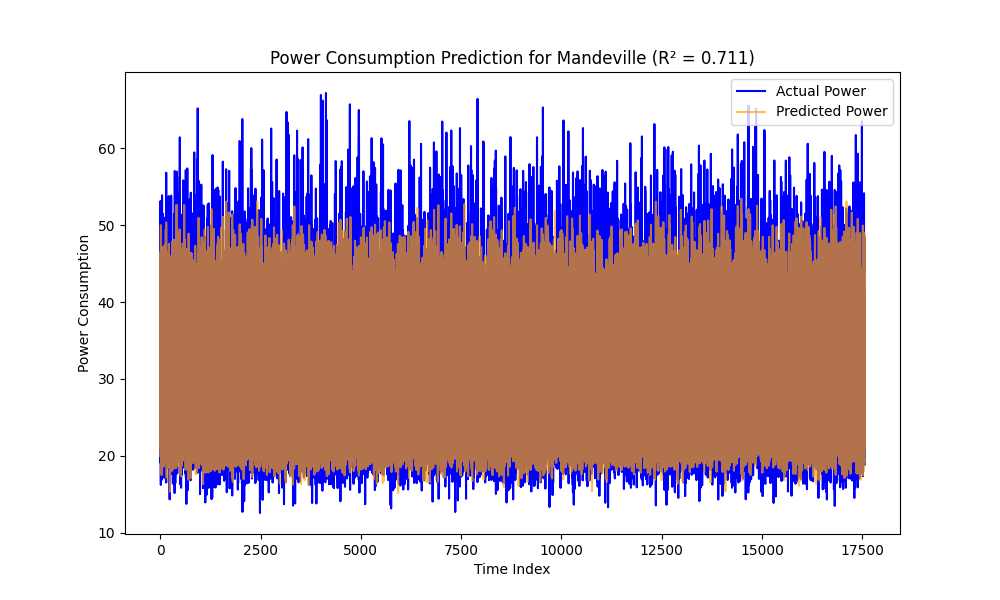 Power Consumption Prediction for Mandeville (R² = 0.711)
Actual Power
Predicted Power
Power Consumption
60
50
40
30
20
10
0
2500
5000
7500
10000
12500
15000
17500
Time Index